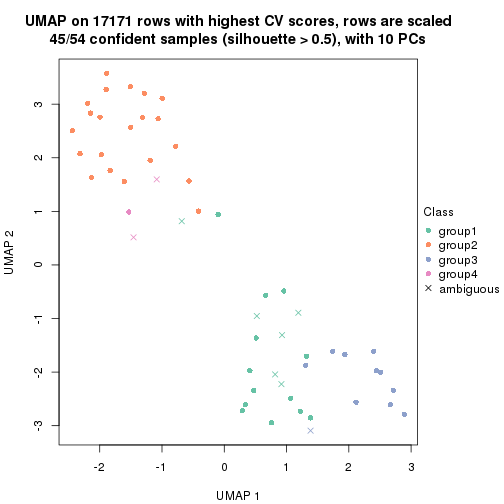 UMAP on 17171 rows with highest CV scores, rows are scaled
45/54 confident samples (silhouette > 0.5), with 10 PCs
3
2
1
0
-1
-2
-3
UMAP 2
-2
-1
0
1
2
3
UMAP 1
Class
group1
group2
group3
group4
ambiguous